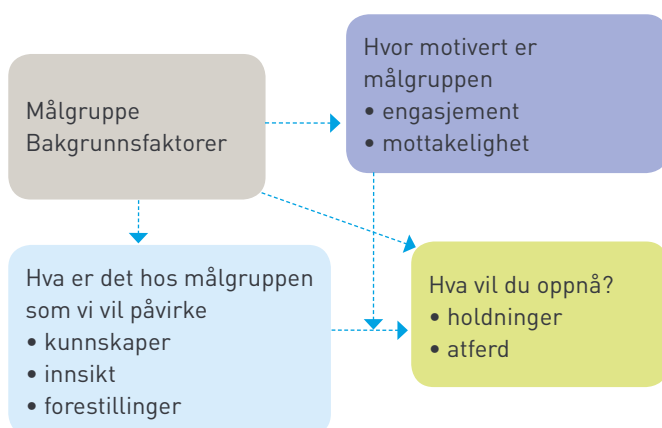 Målgruppe
Bakgrunnsfaktorer
Hvor motivert er
målgruppen
• engasjement
• mottakelighet
Hva er det hos målgruppen
som vi vil påvirke
• kunnskaper
• innsikt
• forestillinger
Hva vil du oppnå?
• holdninger
• atferd